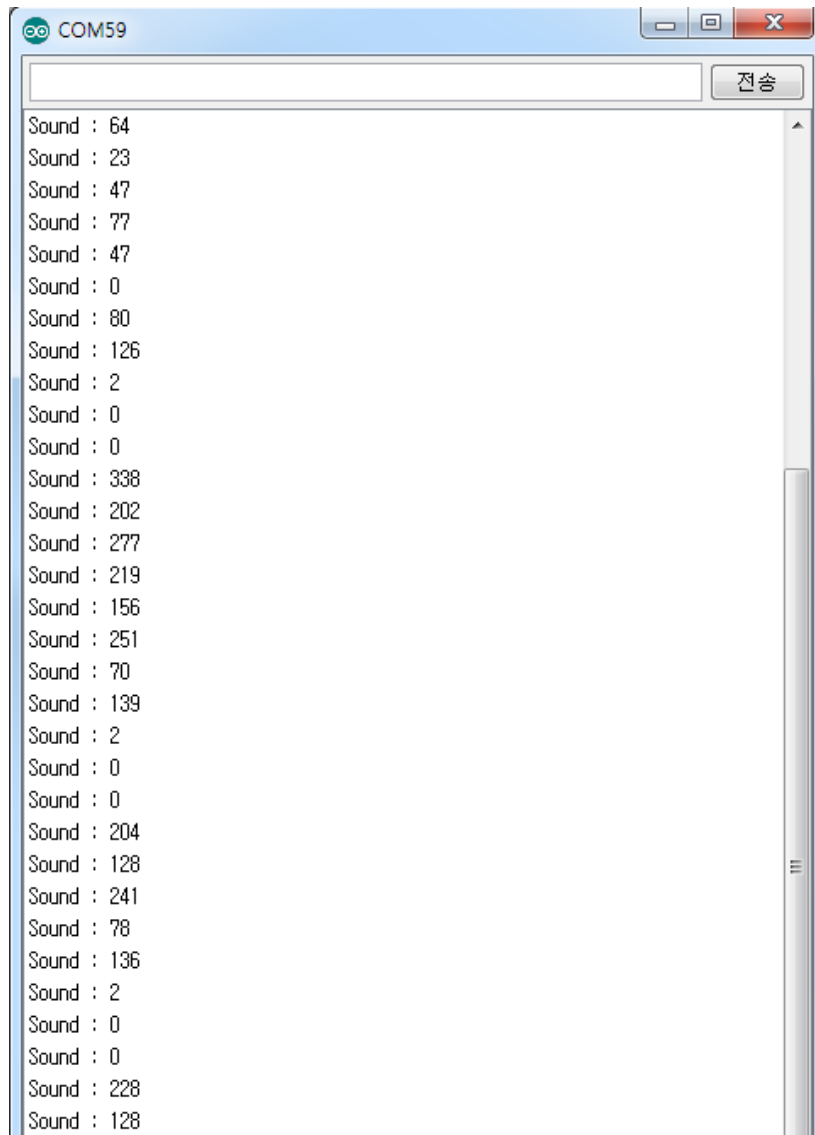 COM59
전송
Sound : 64
Sound : 23
Sound : 47
Sound : 77
Sound : 47
Sound : 0
Sound : 80
Sound : 126
Sound : 2
Sound : 0
Sound : 0
Sound : 338
Sound : 202
Sound : 277
Sound : 219
Sound : 156
Sound : 251
Sound : 70
Sound : 139
Sound : 2
Sound : 0
Sound : 0
Sound : 204
Sound : 128
Sound : 241
Sound : 78
Sound : 136
Sound : 2
Sound : 0
Sound : 0
Sound : 228
Sound : 128